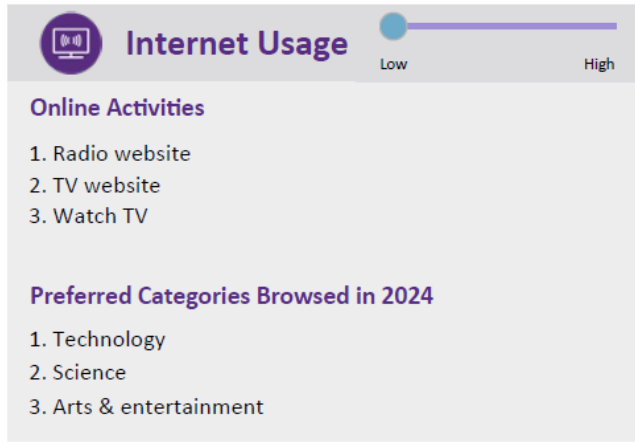 Internet Usage
Low High
Online Activities
1. Radio website
2. TV website
3. Watch TV
Preferred Categories Browsed in 2024
1. Technology
2. Science
3. Arts & entertainment